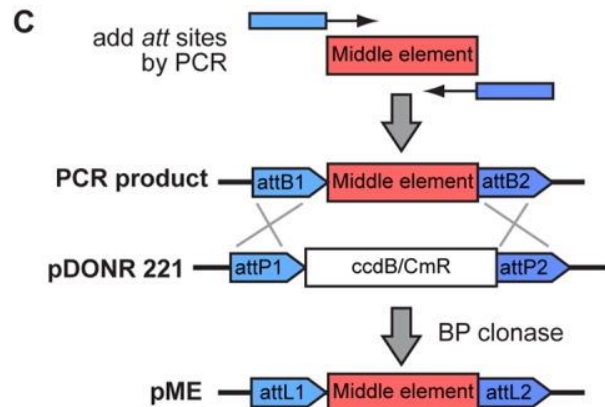 C
add att sites
by PCR
Middle element
PCR product
attB1
Middle element
attB2
pDONR 221
attP1
ccdB/CmR
attP2
BP clonase
pME
attL1
Middle element
attL2